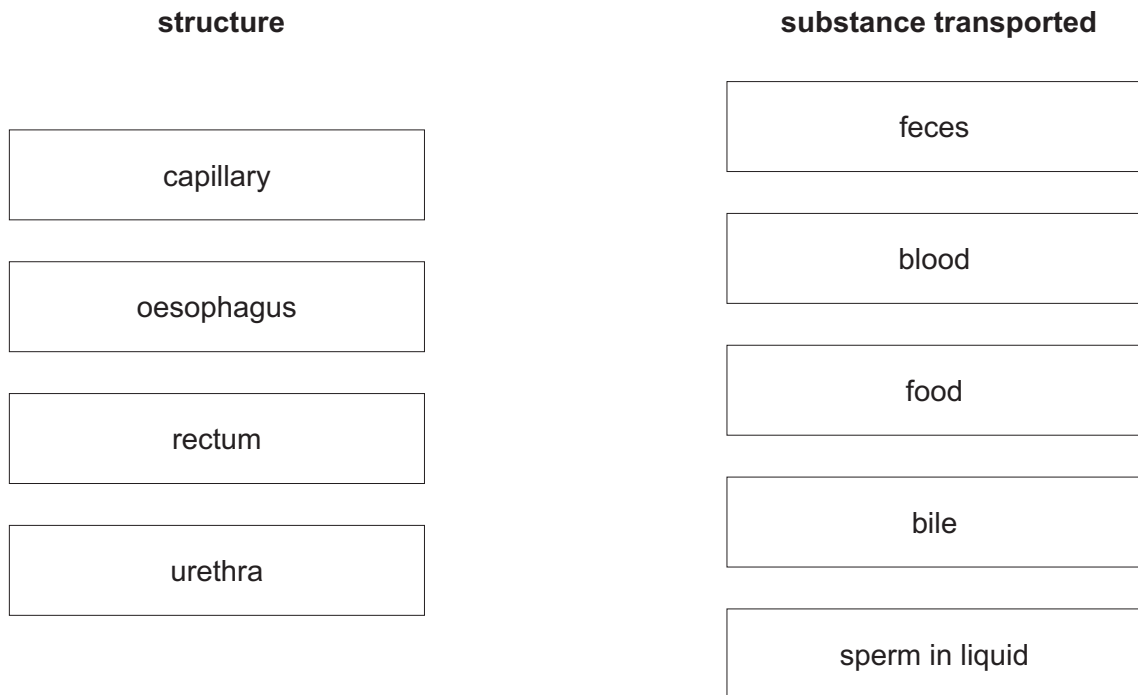 structure
substance transported
capillary
oesophagus
rectum
urethra
feces
blood
food
bile
sperm in liquid